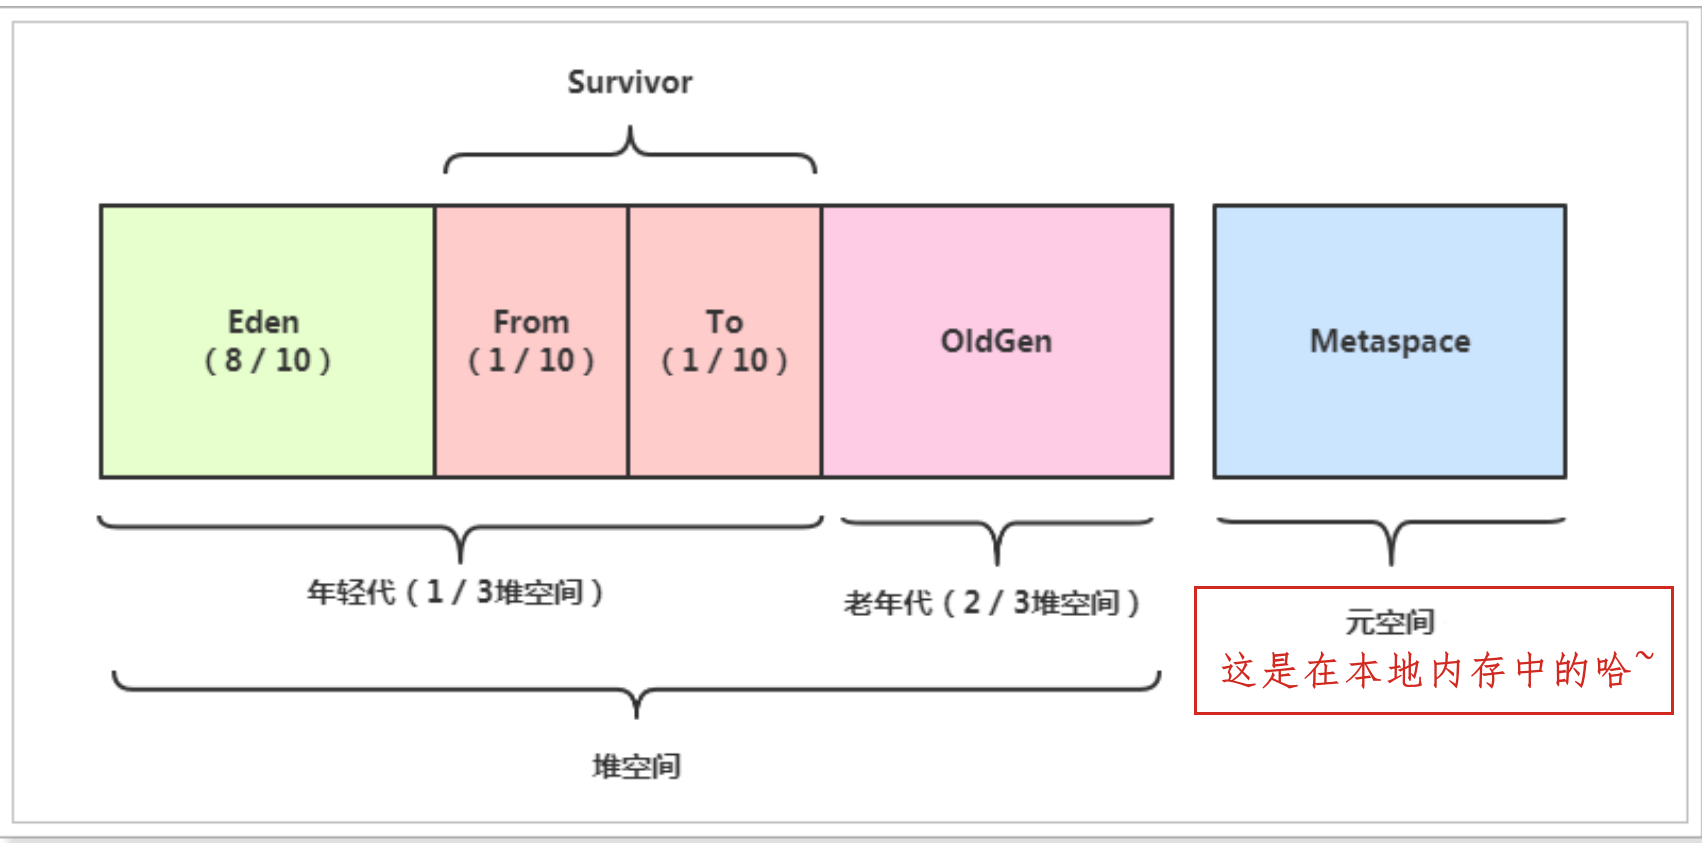 Survivor
Eden
（8 / 10）
From
（1 / 10）
To
（1 / 10）
OldGen
Metaspace
年轻代（1 / 3堆空间）
老年代（2 / 3堆空间）
元空间
这是在本地内存中的哈~
堆空间